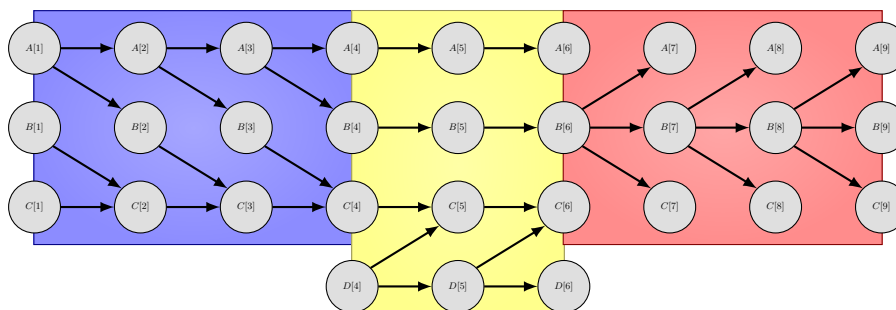 A[1] A[2] A[3] A[4] A[5] A[6] A[7] A[8] A[9]
B[1] B[2] B[3] B[4] B[5] B[6] B[7] B[8] B[9]
C[1] C[2] C[3] C[4] C[5] C[6] C[7] C[8] C[9]
D[4] D[5] D[6]